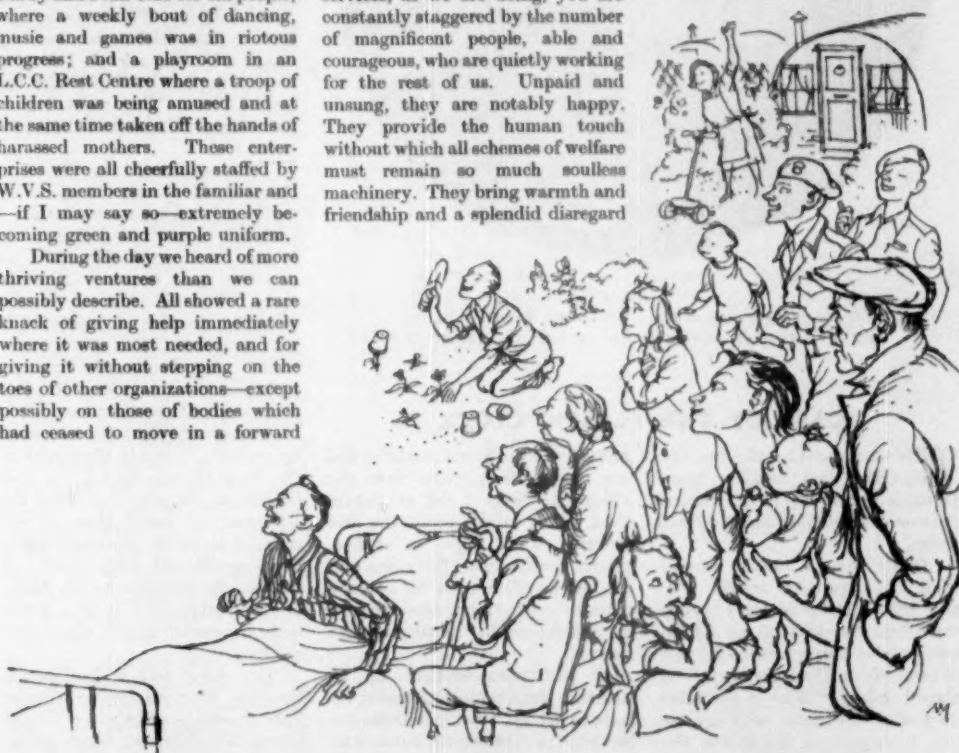 where a weekly bout of dancing,
music and games was in riotous
progress; and a playroom in an
L.C.C. Rest Centre where a troop of
children was being amused and at
the same time taken off the hands of
harassed mothers. These enter-
prises were all cheerfully staffed by
W.V.S. members in the familiar and
—if I may say so—extremely be-
coming green and purple uniform.
During the day we heard of more
thriving ventures than we can
possibly describe. All showed a rare
knack of giving help immediately
where it was most needed, and for
giving it without stepping on the
toes of other organizations—except
possibly on those of bodies which
had ceased to move in a forward
constantly staggered by the number
of magnificent people, able and
courageous, who are quietly working
for the rest of us. Unpaid and
unsung, they are notably happy.
They provide the human touch
without which all schemes of welfare
must remain so much soulless
machinery. They bring warmth and
friendship and a splendid disregard